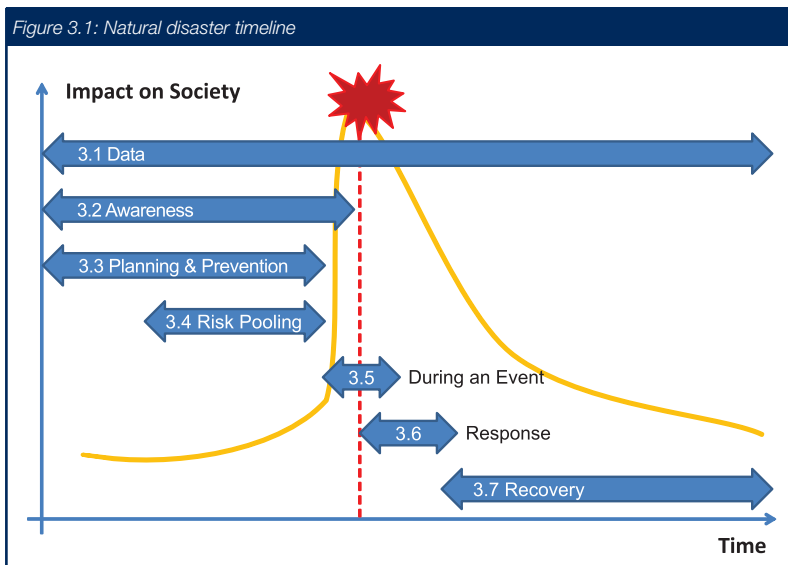 Figure 3.1: Natural disaster timeline
Impact on Society
3.1 Data
3.2 Awareness
3.3 Planning & Prevention
3.4 Risk Pooling
3.5 During an Event
3.6 Response
3.7 Recovery
Time